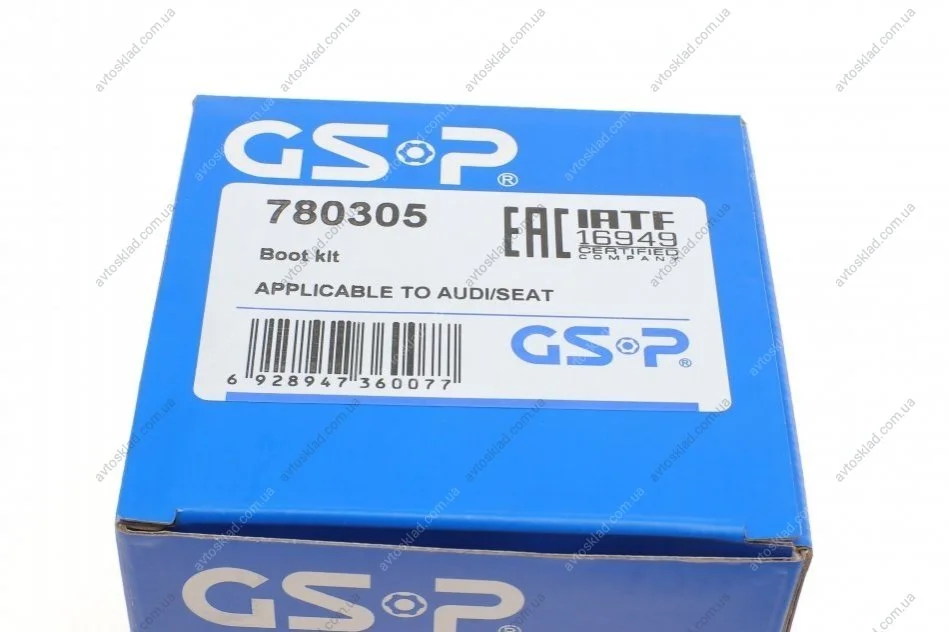 GSP®
780305
EAC
IATF
16949
CERTIFIED
COMPANY
Boot kit
APPLICABLE TO AUDI/SEAT
6 928947 360077
GSP®
GSP®
avtosklad.com.ua